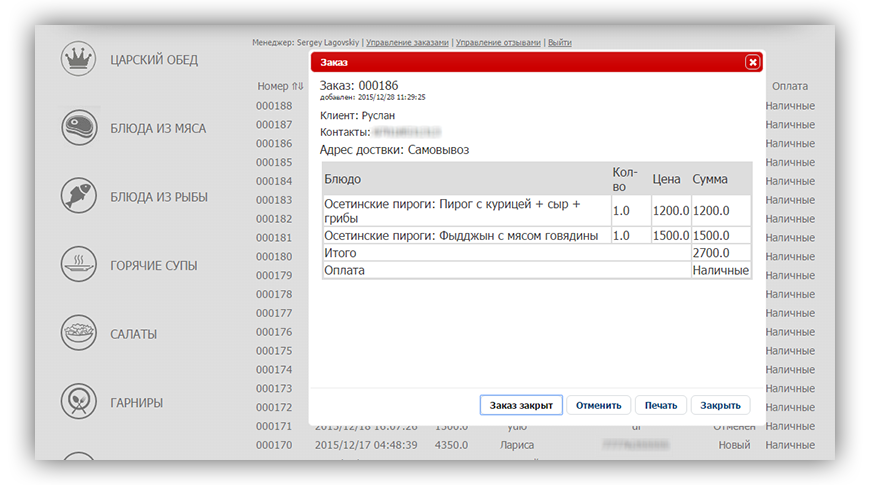 Менеджер: Sergey Lagovskiy | Управление заказами | Управление отзывами | Выйти
ЦАРСКИЙ ОБЕД
БЛЮДА ИЗ МЯСА
БЛЮДА ИЗ РЫБЫ
ГОРЯЧИЕ СУПЫ
САЛАТЫ
ГАРНИРЫ
Номер ⇑⇓ Оплата
000188 Наличные
000187 Наличные
000186 Наличные
000185 Наличные
000184 Наличные
000183 Наличные
000182 Наличные
000181 Наличные
000180 Наличные
000179 Наличные
000178 Наличные
000177 Наличные
000176 Наличные
000175 Наличные
000174 Наличные
000173 Наличные
000172 Наличные
000171 2015/12/18 16:07:26 1500.0 Отменен Наличные
000170 2015/12/17 04:48:39 4350.0 Лариса Новый Наличные
Заказ
Заказ: 000186
добавлен: 2015/12/28 11:29:25
Клиент: Руслан
Контакты:
Адрес доствки: Самовывоз
Блюдо Кол-во Цена Сумма
Осетинские пироги: Пирог с курицей + сыр +
грибы 1.0 1200.0 1200.0
Осетинские пироги: Фыдджын с мясом говядины 1.0 1500.0 1500.0
Итого 2700.0
Оплата Наличные
Заказ закрыт Отменить Печать Закрыть